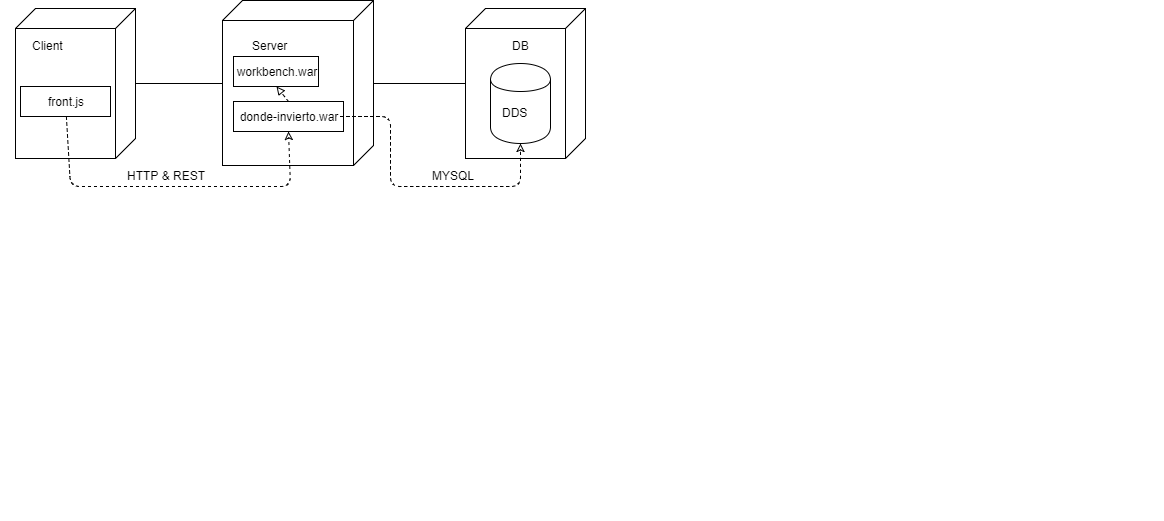 Client
front.js
Server
workbench.war
donde-invierto.war
DB
DDS
HTTP & REST
MYSQL